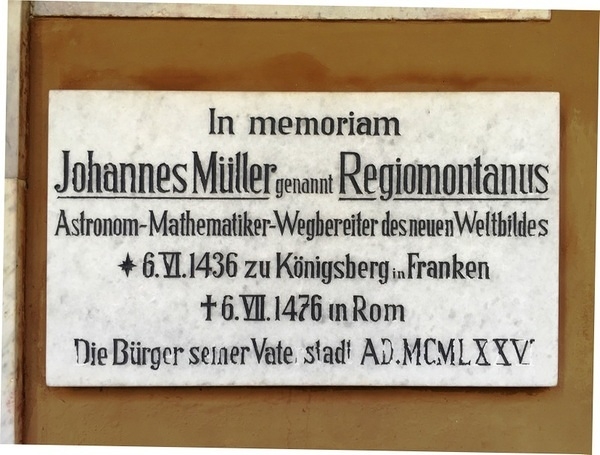 In memoriam
Johannes Müller genannt Regiomontanus
Astronom-Mathematiker-Wegbereiter des neuen Weltbildes
✶ 6.VI.1436 zu Königsberg in Franken
✝ 6.VII.1476 in Rom
Die Bürger seiner Vaterstadt AD.MCMLXXVI